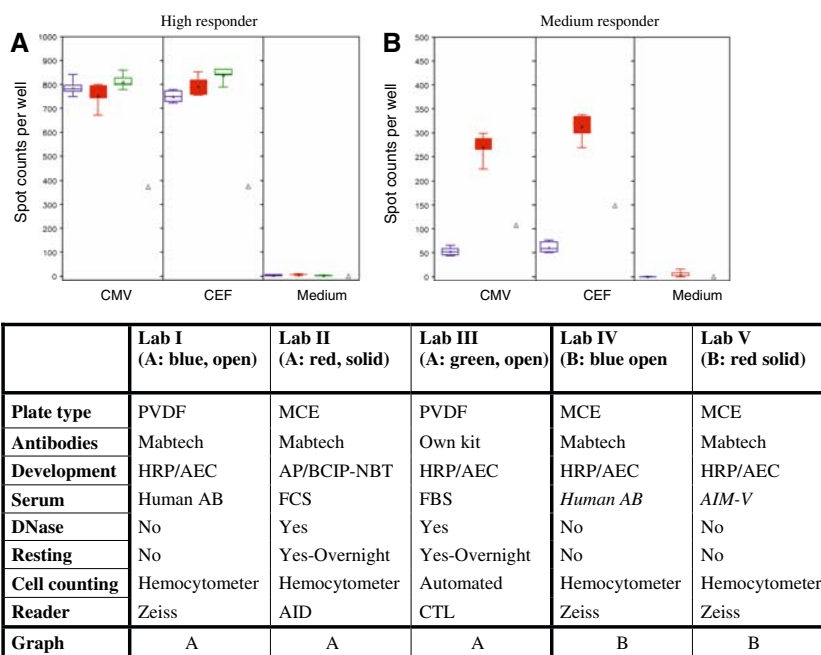 High responder
Medium responder
A
B
Spot counts per well
1000
900
800
700
600
500
400
300
200
100
0
CMV
CEF
Medium
Spot counts per well
500
450
400
350
300
250
200
150
100
50
0
CMV
CEF
Medium
Lab I Lab II Lab III Lab IV Lab V
(A: blue, open) (A: red, solid) (A: green, open) (B: blue open (B: red solid)
Plate type PVDF MCE PVDF MCE MCE
Antibodies Mabtech Mabtech Own kit Mabtech Mabtech
Development HRP/AEC AP/BCIP-NBT HRP/AEC HRP/AEC HRP/AEC
Serum Human AB FCS FBS Human AB AIM-V
DNase No Yes Yes No No
Resting No Yes-Overnight Yes-Overnight No No
Cell counting Hemocytometer Hemocytometer Automated Hemocytometer Hemocytometer
Reader Zeiss AID CTL Zeiss Zeiss
Graph A A A B B